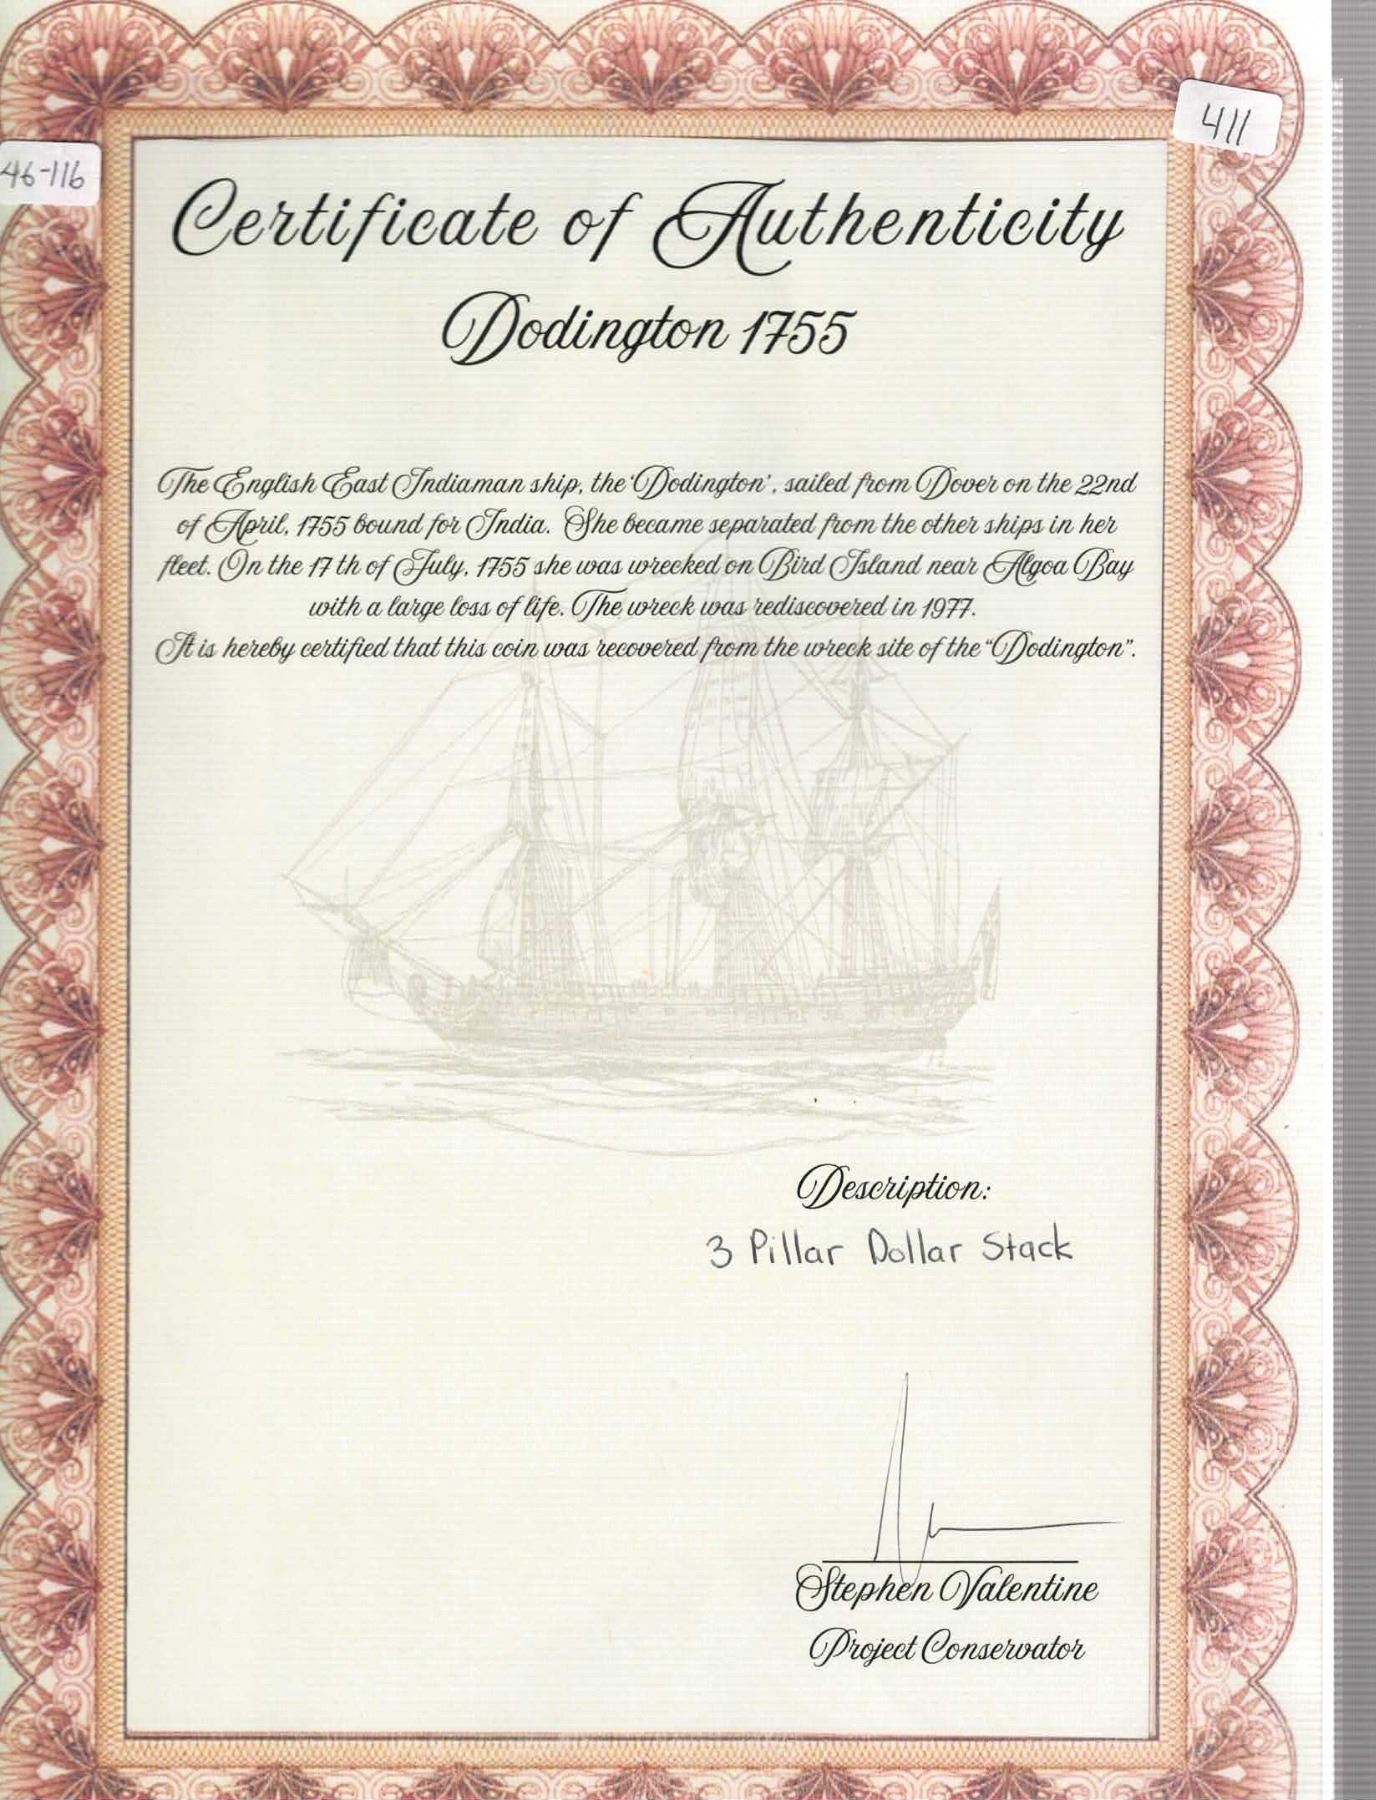 411
46-116
Certificate of Authenticity
Dodington 1755
The English East Indiaman ship, the 'Dodington', sailed from Dover on the 22nd
of April, 1755 bound for India. She became separated from the other ships in her
fleet. On the 17 th of July, 1755 she was wrecked on Bird Island near Algoa Bay
with a large loss of life. The wreck was rediscovered in 1977.
It is hereby certified that this coin was recovered from the wreck site of the "Dodington".
Description:
3 Pillar Dollar Stack
Stephen Valentine
Project Conservator